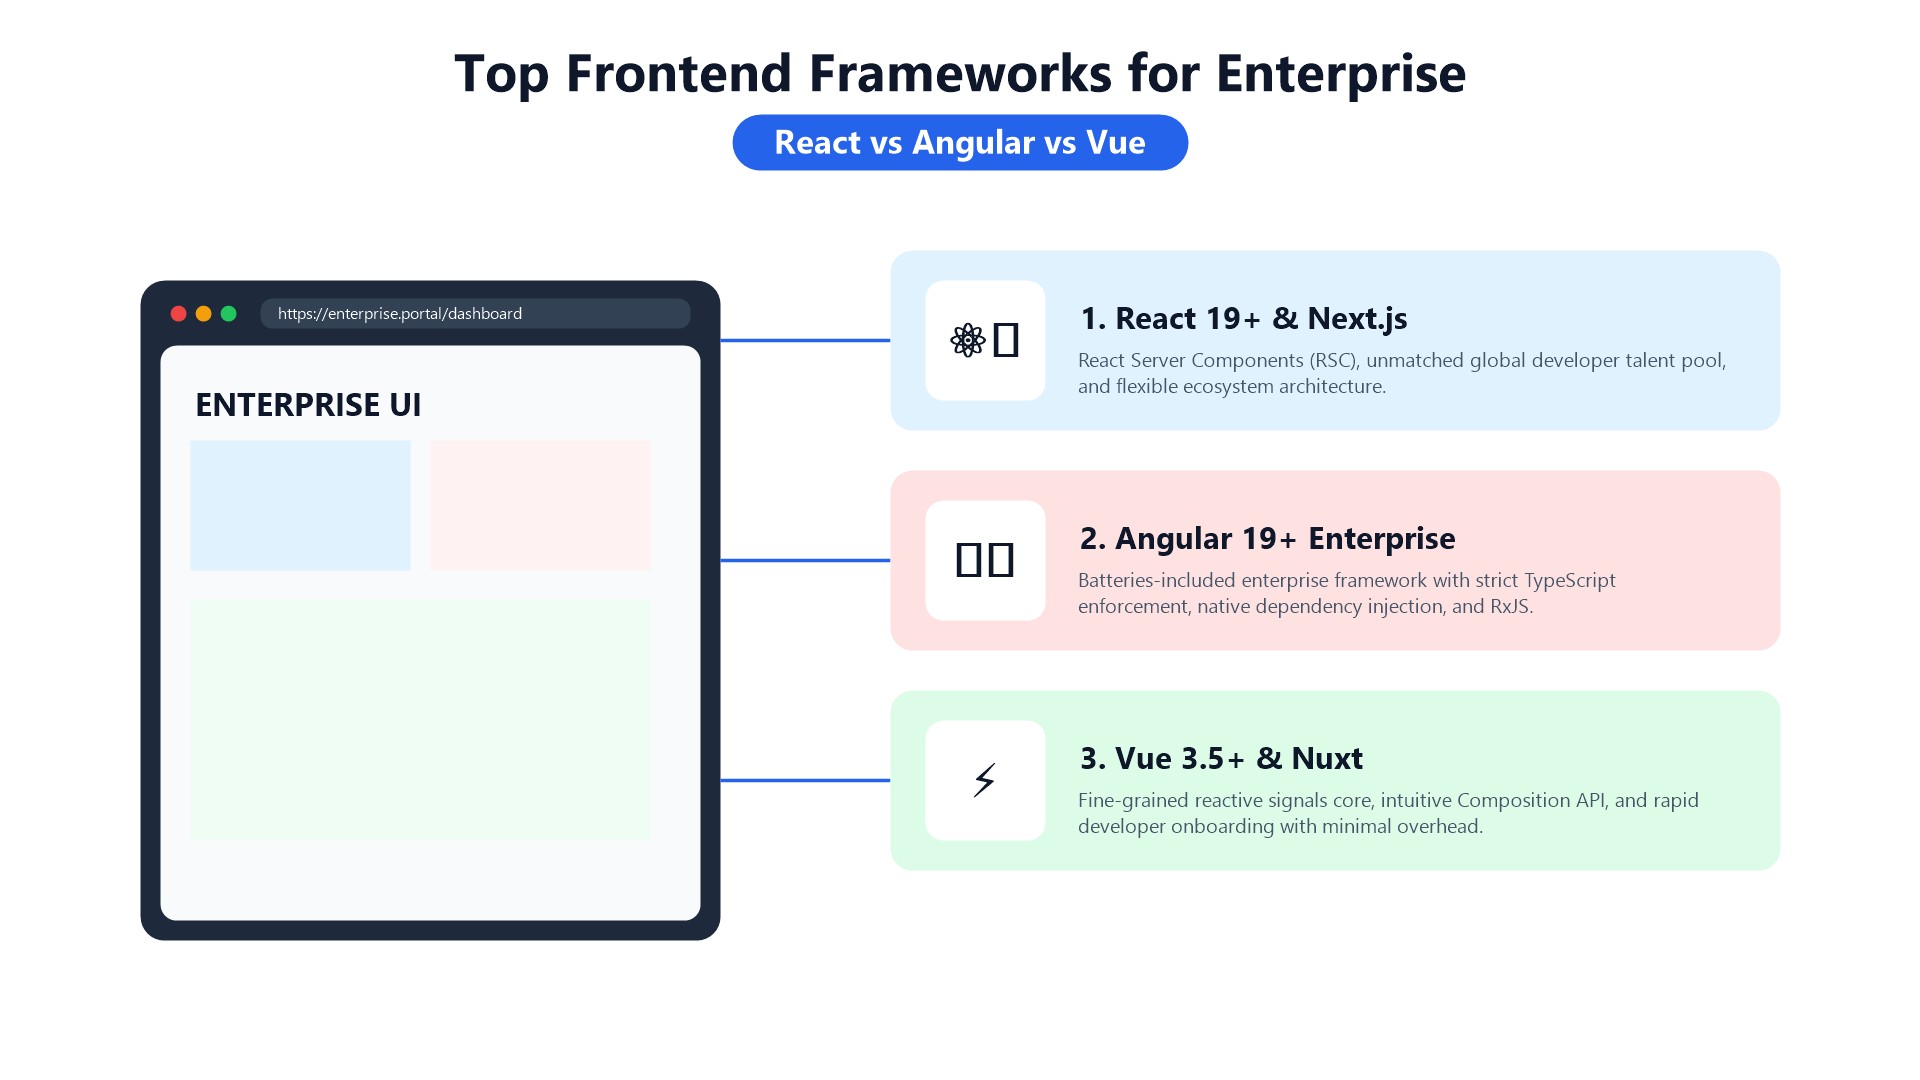 Top Frontend Frameworks for Enterprise
React vs Angular vs Vue
https://enterprise.portal/dashboard
ENTERPRISE UI
1. React 19+ & Next.js
React Server Components (RSC), unmatched global developer talent pool,
and flexible ecosystem architecture.
2. Angular 19+ Enterprise
Batteries-included enterprise framework with strict TypeScript
enforcement, native dependency injection, and RxJS.
3. Vue 3.5+ & Nuxt
Fine-grained reactive signals core, intuitive Composition API, and rapid
developer onboarding with minimal overhead.